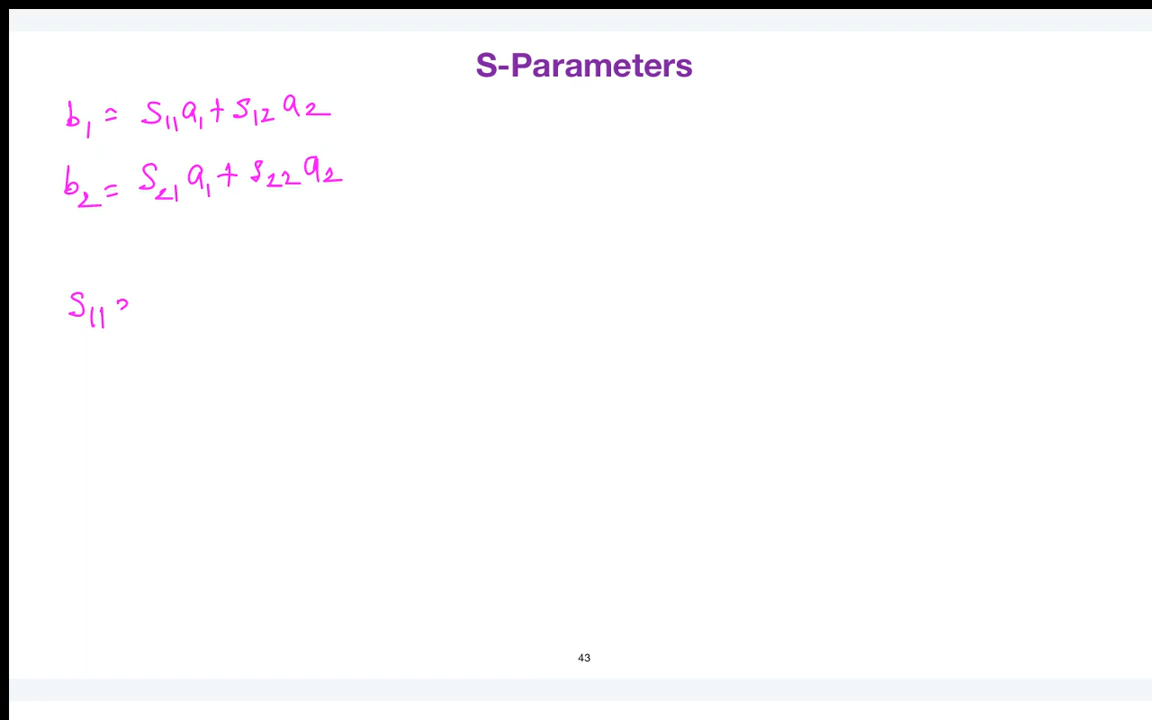 S-Parameters
b₁ = S₁₁a₁ + S₁₂a₂
b₂ = S₂₁a₁ + S₂₂a₂
S₁₁ =
43